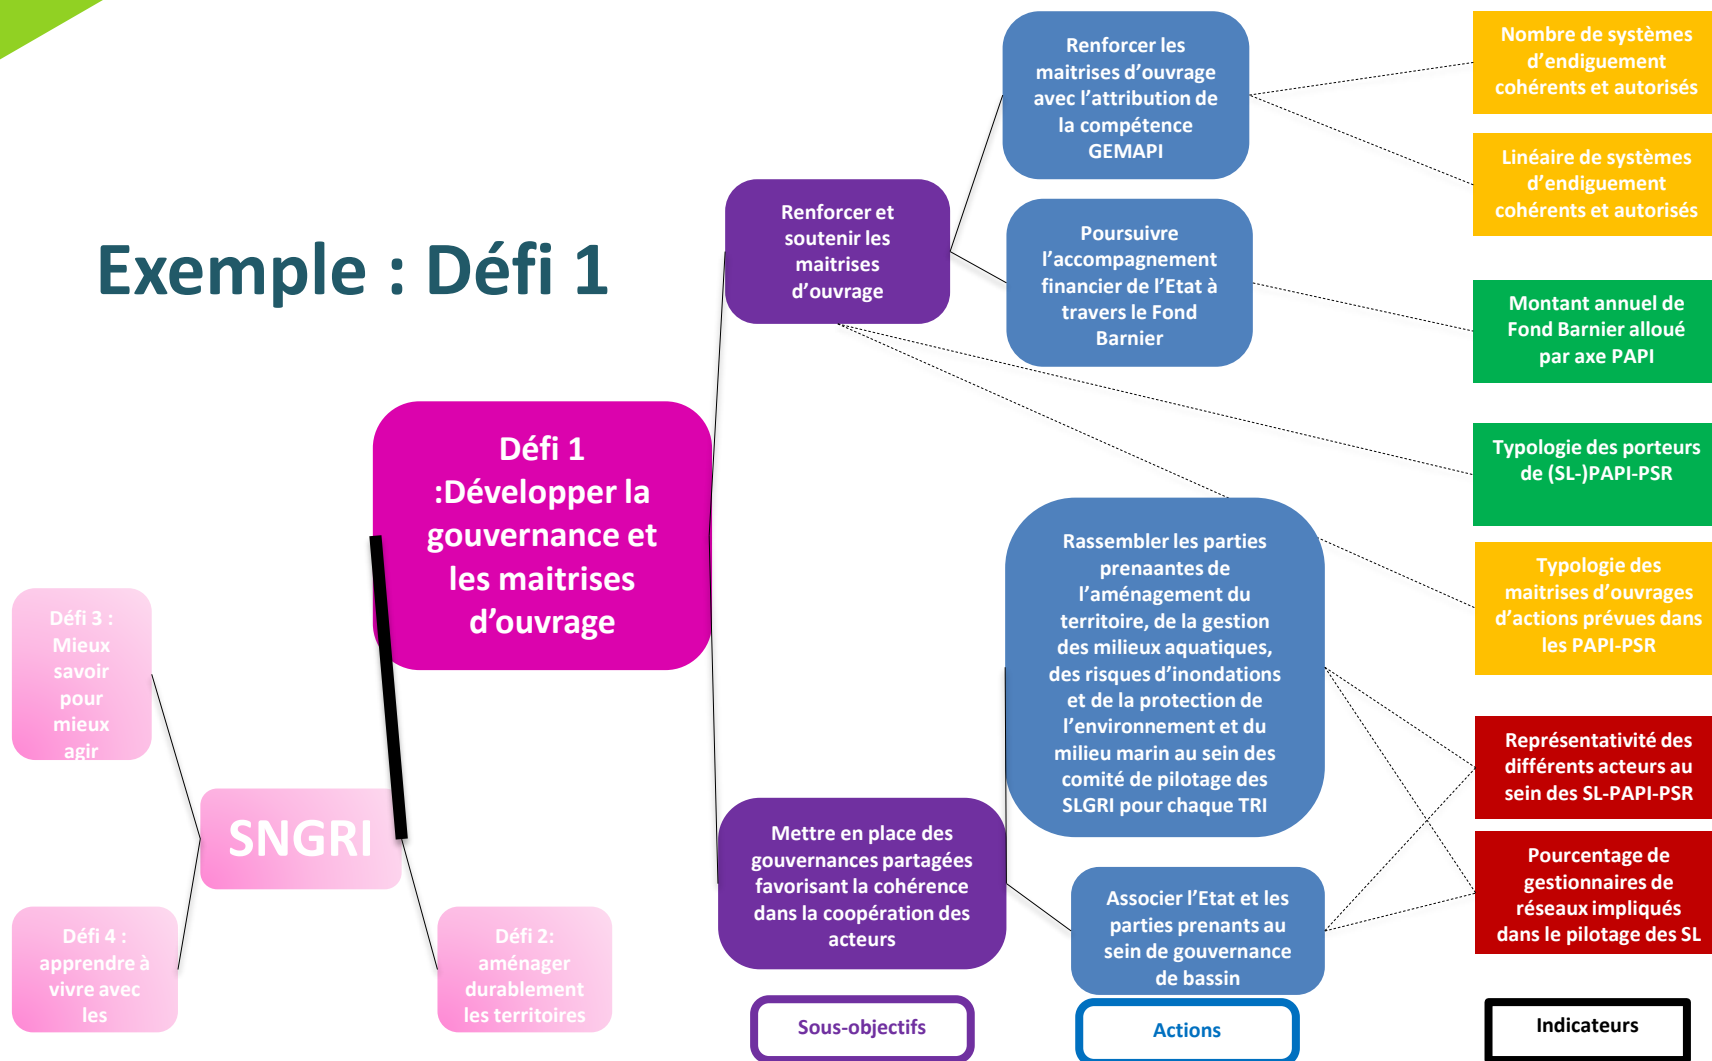 Exemple : Défi 1
Défi 3 :
Mieux
savoir
pour
mieux
agir
SNGRI
Défi 4 :
apprendre à
vivre avec
les
Défi 2:
aménager
durablement
les territoires
Défi 1
:Développer la
gouvernance et
les maitrises
d’ouvrage
Renforcer et
soutenir les
maitrises
d’ouvrage
Mettre en place des
gouvernances partagées
favorisant la cohérence
dans la coopération des
acteurs
Sous-objectifs
Renforcer les
maitrises d’ouvrage
avec l’attribution de
la compétence
GEMAPI
Poursuivre
l’accompagnement
financier de l’Etat à
travers le Fond
Barnier
Rassembler les parties
prenaantes de
l’aménagement du
territoire, de la gestion
des milieux aquatiques,
des risques d’inondations
et de la protection de
l’environnement et du
milieu marin au sein des
comité de pilotage des
SLGRI pour chaque TRI
Associer l’Etat et les
parties prenants au
sein de gouvernance
de bassin
Actions
Nombre de systèmes
d’endiguement
cohérents et autorisés
Linéaire de systèmes
d’endiguement
cohérents et autorisés
Montant annuel de
Fond Barnier alloué
par axe PAPI
Typologie des porteurs
de (SL-)PAPI-PSR
Typologie des
maitrises d’ouvrages
d’actions prévues dans
les PAPI-PSR
Représentativité des
différents acteurs au
sein des SL-PAPI-PSR
Pourcentage de
gestionnaires de
réseaux impliqués
dans le pilotage des SL
Indicateurs